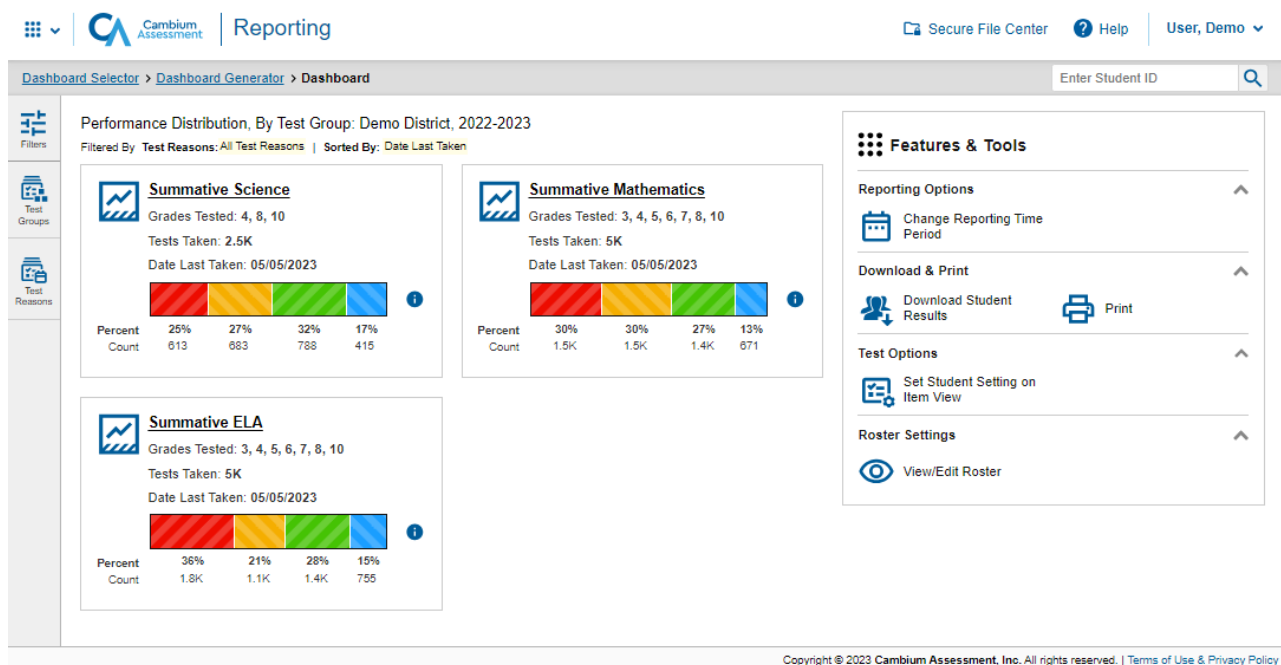 Cambium Assessment
Reporting
Secure File Center
Help
User, Demo
Dashboard Selector > Dashboard Generator > Dashboard
Enter Student ID
Filters
Test Groups
Test Reasons
Performance Distribution, By Test Group: Demo District, 2022-2023
Filtered By Test Reasons: All Test Reasons | Sorted By: Date Last Taken
Summative Science
Grades Tested: 4, 8, 10
Tests Taken: 2.5K
Date Last Taken: 05/05/2023
Percent 25% 27% 32% 17%
Count 613 683 788 415
Summative Mathematics
Grades Tested: 3, 4, 5, 6, 7, 8, 10
Tests Taken: 5K
Date Last Taken: 05/05/2023
Percent 30% 30% 27% 13%
Count 1.5K 1.5K 1.4K 671
Summative ELA
Grades Tested: 3, 4, 5, 6, 7, 8, 10
Tests Taken: 5K
Date Last Taken: 05/05/2023
Percent 36% 21% 28% 15%
Count 1.8K 1.1K 1.4K 755
Features & Tools
Reporting Options
Change Reporting Time
Period
Download & Print
Download Student
Results
Print
Test Options
Set Student Setting on
Item View
Roster Settings
View/Edit Roster
Copyright © 2023 Cambium Assessment, Inc. All rights reserved. | Terms of Use & Privacy Policy